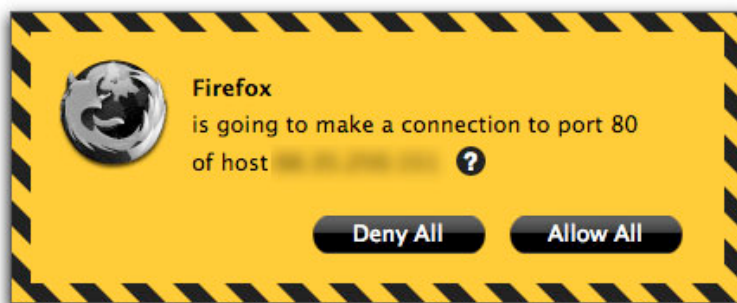 Firefox
is going to make a connection to port 80
of host
?
Deny All
Allow All